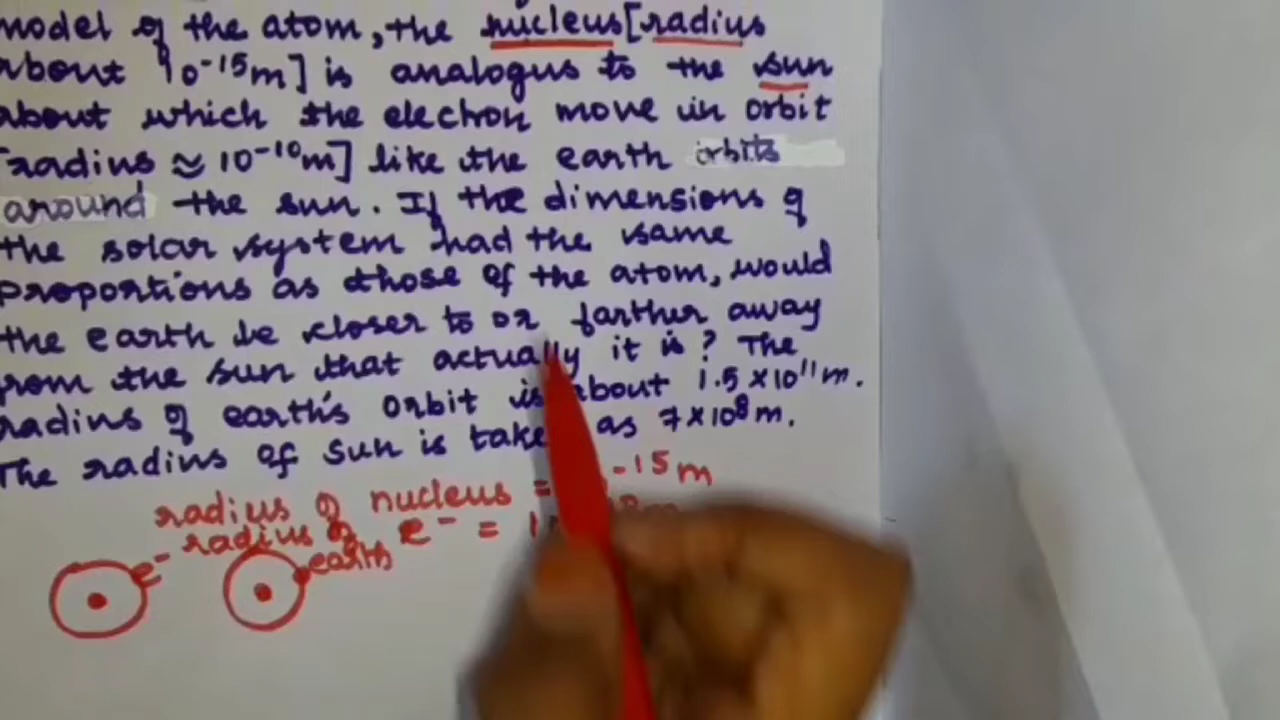 model of the atom, the nucleus [radius
about 10⁻¹⁵m] is analogus to the sun
about which the electron move in orbit
[radius ≈ 10⁻¹⁰m] like the earth orbits
around the sun. If the dimensions of
the solar system had the same
proportions as those of the atom, would
the earth be closer to or farther away
from the sun that actually it is? The
radius of earth's orbit is about 1.5 × 10¹¹ m.
The radius of sun is taken as 7 × 10⁸ m.
radius of nucleus = ⁻¹⁵ m
radius of e⁻ = 1
e⁻ earth